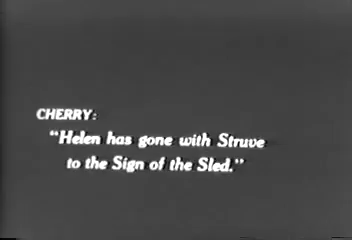 CHERRY:
"Helen has gone with Struve
to the Sign of the Sled."